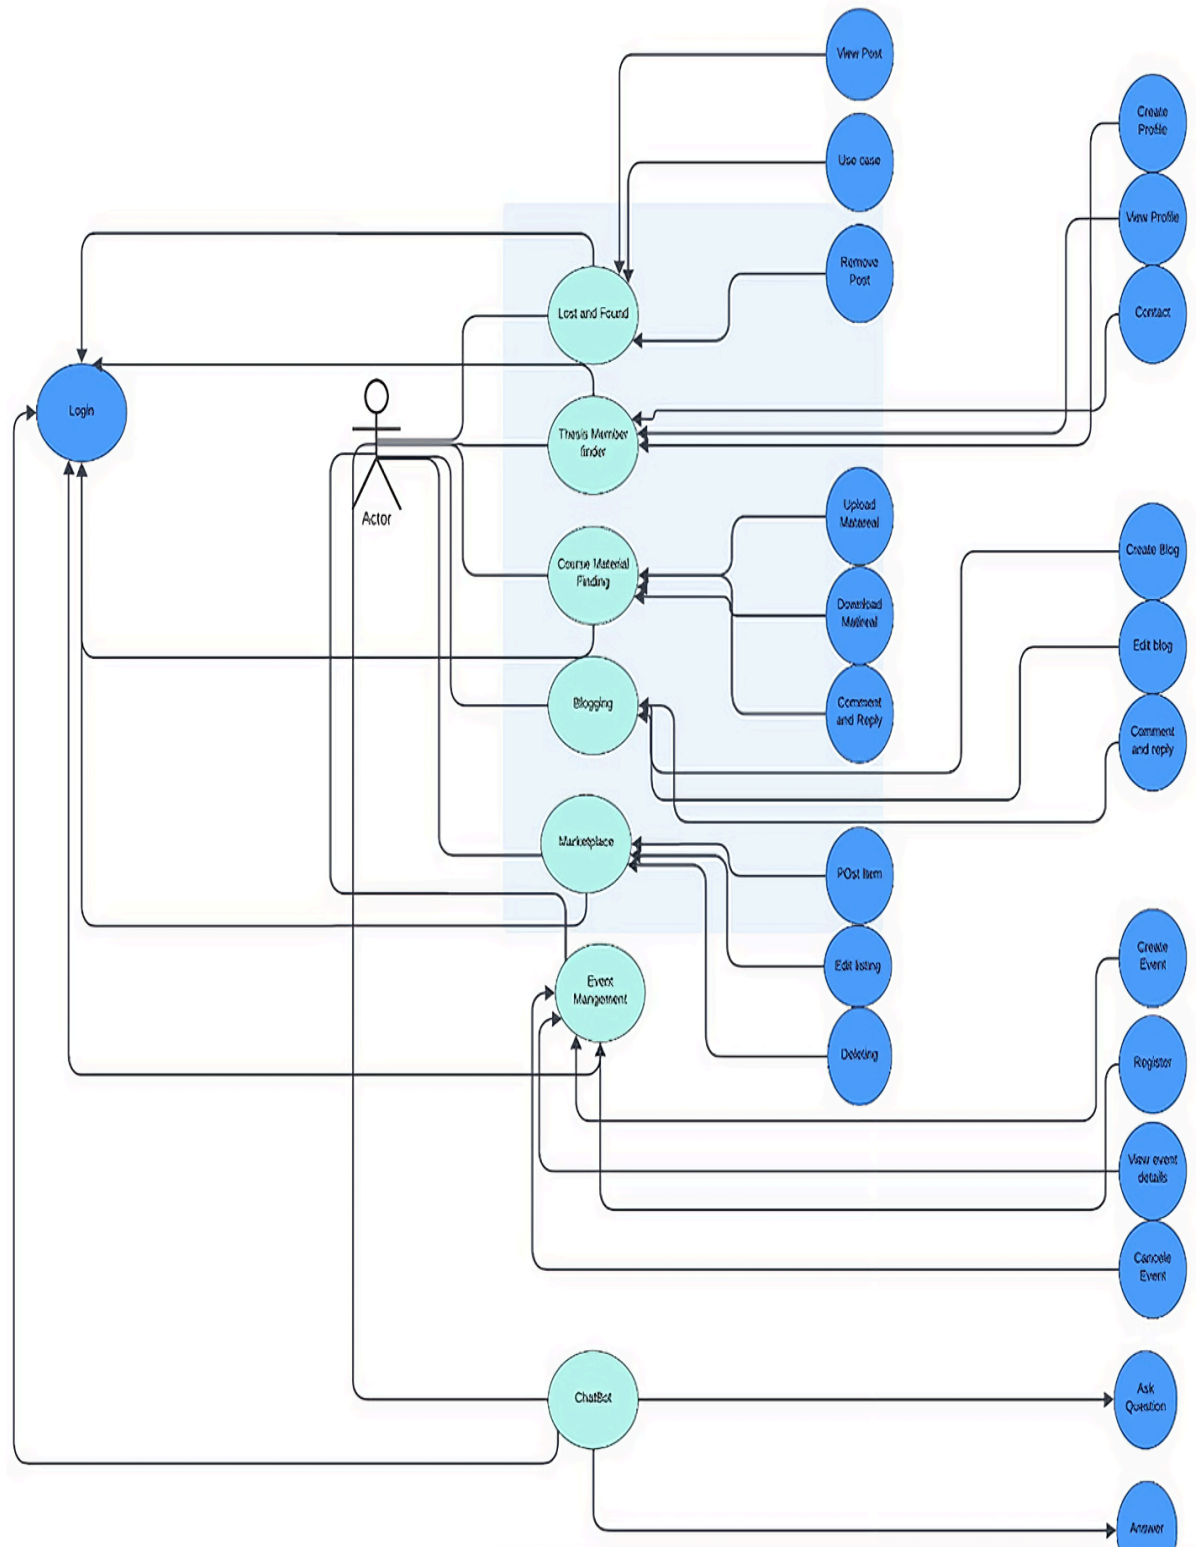 View Post
Create
Profile
Use case
View Profile
Remove
Post
Lost and Found
Contact
Login
Thesis Member
finder
Actor
Upload
Matereal
Course Material
Finding
Create Blog
Download
Matireal
Edit blog
Blogging
Comment
and Reply
Comment
and reply
Marketplace
POst Item
Create
Event
Edit listing
Event
Mangement
Deleting
Register
View event
details
Cancele
Event
ChatBot
Ask
Question
Answer